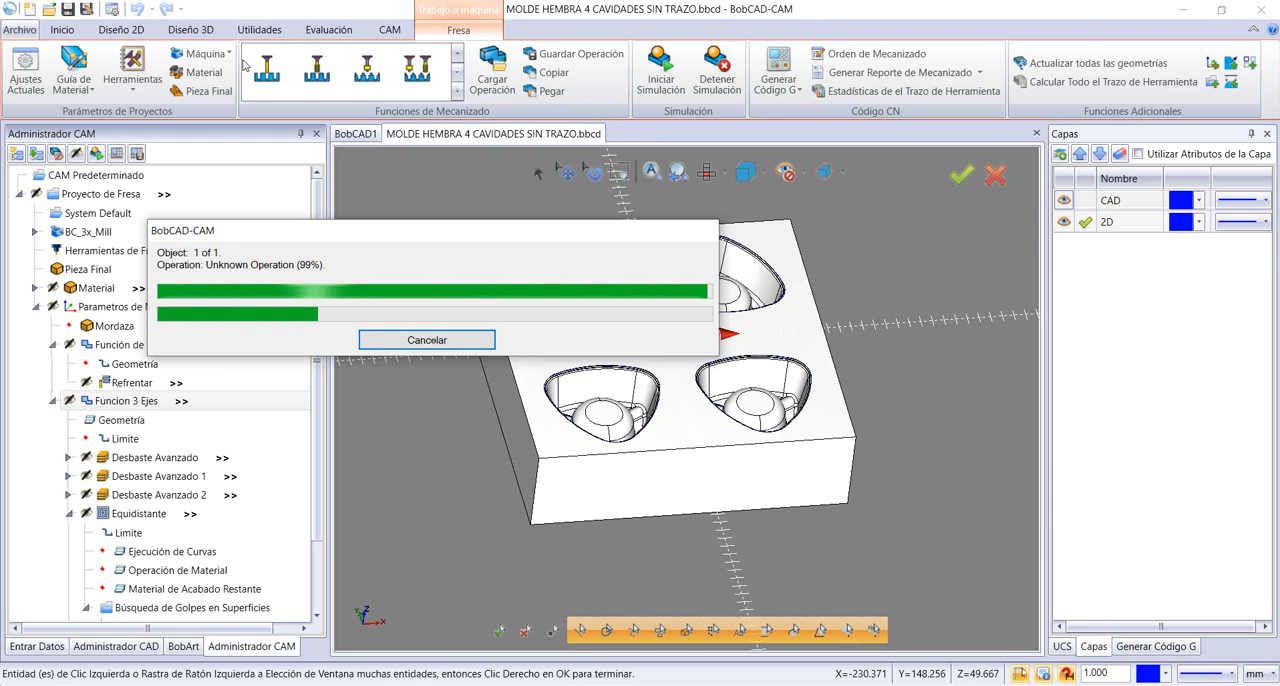 Trabajo a máquina
MOLDE HEMBRA 4 CAVIDADES SIN TRAZO.bbcd - BobCAD-CAM
Archivo Inicio Diseño 2D Diseño 3D Utilidades Evaluación CAM Fresa
Ajustes Actuales
Guía de Material
Herramientas
Máquina
Material
Pieza Final
Cargar Operación
Guardar Operación
Copiar
Pegar
Iniciar Simulación
Detener Simulación
Generar Código G
Orden de Mecanizado
Generar Reporte de Mecanizado
Estadísticas de el Trazo de Herramienta
Actualizar todas las geometrías
Calcular Todo el Trazo de Herramienta
Parámetros de Proyectos
Funciones de Mecanizado
Simulación
Código CN
Funciones Adicionales
Administrador CAM
BobCAD1
MOLDE HEMBRA 4 CAVIDADES SIN TRAZO.bbcd
Capas
Utilizar Atributos de la Capa
Nombre
CAD
2D
CAM Predeterminado
Proyecto de Fresa >>
System Default
BC_3x_Mill
Herramientas de F
Pieza Final
Material >>
Parametros de M
Mordaza
Función de
Geometría
Refrentar >>
Funcion 3 Ejes >>
Geometría
Limite
Desbaste Avanzado >>
Desbaste Avanzado 1 >>
Desbaste Avanzado 2 >>
Equidistante >>
Limite
Ejecución de Curvas
Operación de Material
Material de Acabado Restante
Búsqueda de Golpes en Superficies
BobCAD-CAM
Object: 1 of 1.
Operation: Unknown Operation (99%).
Cancelar
Z
Y
X
Entrar Datos Administrador CAD BobArt Administrador CAM
UCS Capas Generar Código G
Entidad (es) de Clic Izquierda o Rastra de Ratón Izquierda a Elección de Ventana muchas entidades, entonces Clic Derecho en OK para terminar.
X=-230.371 Y=148.256 Z=49.667 1.000 mm